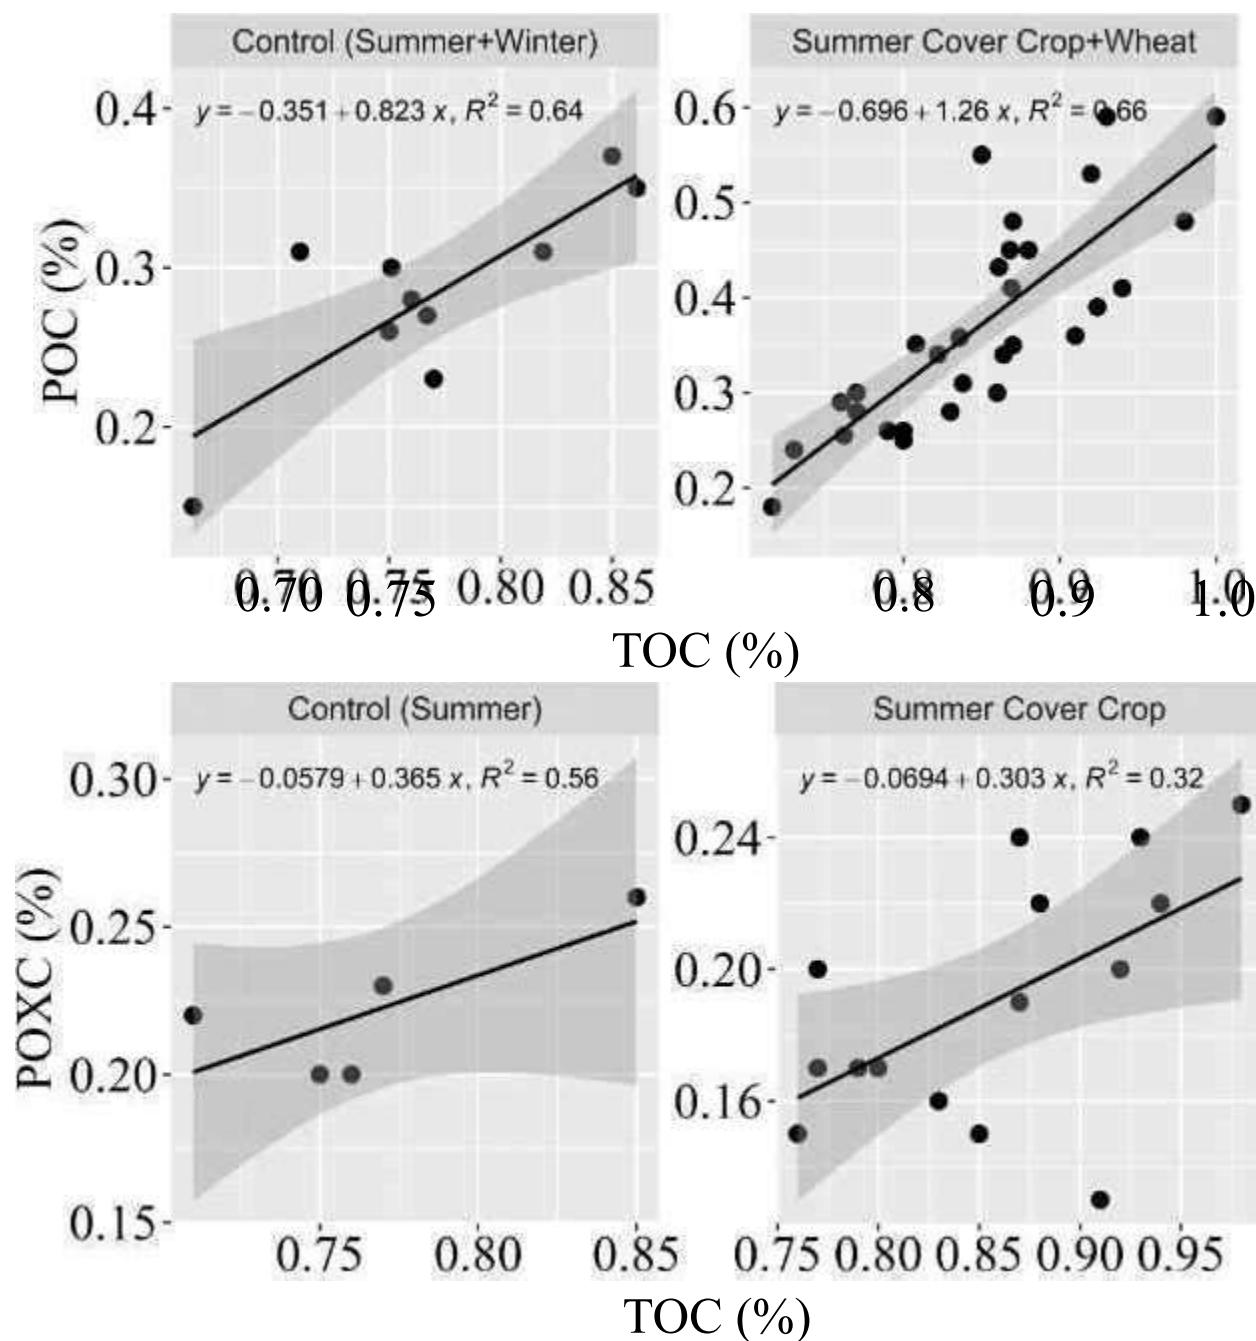 Control (Summer+Winter)
Summer Cover Crop+Wheat
y = −0.351 + 0.823 x, R² = 0.64
y = −0.696 + 1.26 x, R² = 0.66
POC (%)
0.4
0.3
0.2
0.6
0.5
0.4
0.3
0.2
0.70 0.75 0.80 0.85
0.8 0.9 1.0
TOC (%)
Control (Summer)
Summer Cover Crop
y = −0.0579 + 0.365 x, R² = 0.56
y = −0.0694 + 0.303 x, R² = 0.32
POXC (%)
0.30
0.25
0.20
0.15
0.24
0.20
0.16
0.75 0.80 0.85
0.75 0.80 0.85 0.90 0.95
TOC (%)